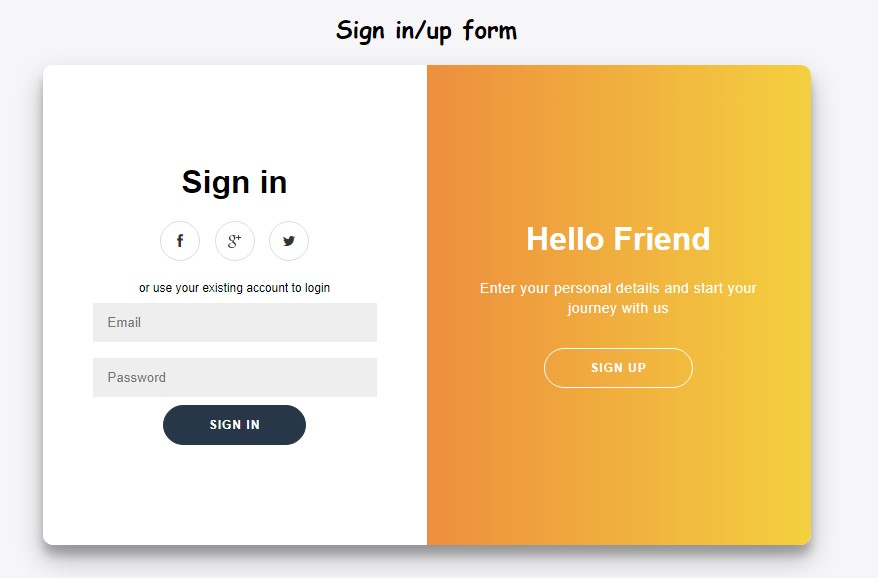 Sign in/up form
Sign in
or use your existing account to login
Email
Password
SIGN IN
Hello Friend
Enter your personal details and start your
journey with us
SIGN UP